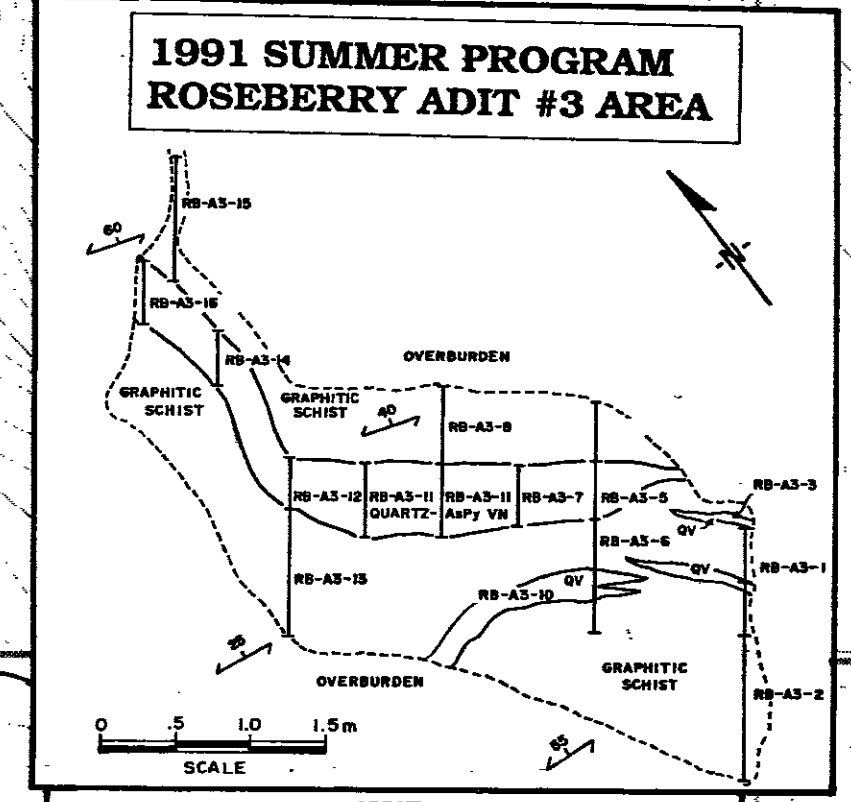 1991 SUMMER PROGRAM
ROSEBERRY ADIT #3 AREA
RB-A3-15
60
N
RB-A3-16
RB-A3-14
OVERBURDEN
GRAPHITIC
SCHIST
GRAPHITIC
SCHIST
40
RB-A3-8
RB-A3-12
RB-A3-11
QUARTZ-
RB-A3-11
AsPy VN
RB-A3-7
RB-A3-5
RB-A3-3
QV
RB-A3-6
RB-A3-1
QV
RB-A3-13
QV
RB-A3-10
25
OVERBURDEN
GRAPHITIC
SCHIST
RB-A3-2
0 .5 1.0 1.5m
SCALE